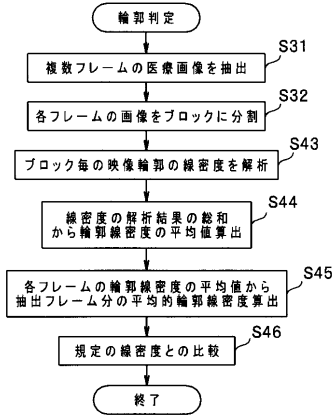 輪郭判定
S31
複数フレームの医療画像を抽出
S32
各フレームの画像をブロックに分割
S43
ブロック毎の映像輪郭の線密度を解析
S44
線密度の解析結果の総和
から輪郭線密度の平均値算出
S45
各フレームの輪郭線密度の平均値から
抽出フレーム分の平均的輪郭線密度算出
S46
規定の線密度との比較
終了